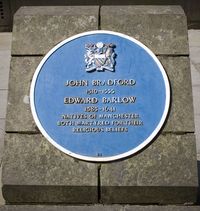 JOHN BRADFORD
1510-1555
EDWARD BARLOW
1585-1641
NATIVES OF MANCHESTER
BOTH MARTYRED FOR THEIR
RELIGIOUS BELIEFS